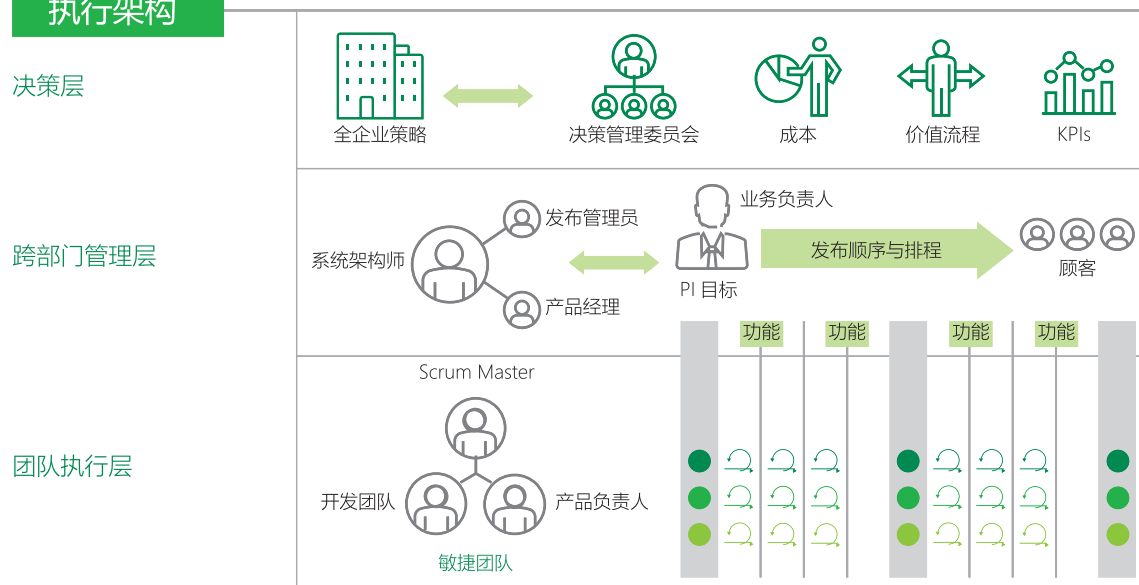 执行架构
决策层
全企业策略
决策管理委员会
成本
价值流程
KPIs
跨部门管理层
系统架构师
发布管理员
产品经理
业务负责人
PI 目标
发布顺序与排程
顾客
功能
功能
功能
功能
团队执行层
Scrum Master
开发团队
产品负责人
敏捷团队